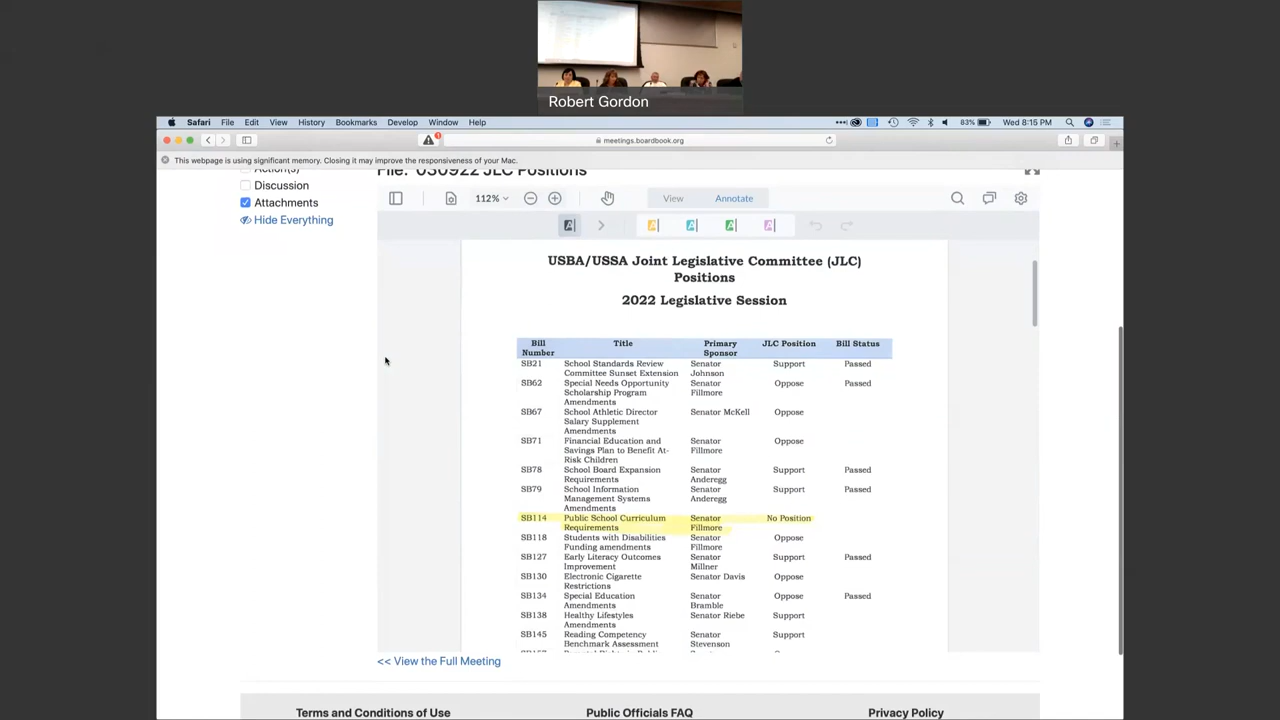 Robert Gordon
Safari File Edit View History Bookmarks Develop Window Help 83% Wed 8:15 PM
meetings.boardbook.org
This webpage is using significant memory. Closing it may improve the responsiveness of your Mac.
Action(s)
Discussion
Attachments
Hide Everything
File: 030922 JLC Positions
112% View Annotate
USBA/USSA Joint Legislative Committee (JLC)
Positions
2022 Legislative Session
Bill Title Primary JLC Position Bill Status
Number Sponsor
SB21 School Standards Review Senator Support Passed
Committee Sunset Extension Johnson
SB62 Special Needs Opportunity Senator Oppose Passed
Scholarship Program Fillmore
Amendments
SB67 School Athletic Director Senator McKell Oppose
Salary Supplement
Amendments
SB71 Financial Education and Senator Oppose
Savings Plan to Benefit At- Fillmore
Risk Children
SB78 School Board Expansion Senator Support Passed
Requirements Anderegg
SB79 School Information Senator Support Passed
Management Systems Anderegg
Amendments
SB114 Public School Curriculum Senator No Position
Requirements Fillmore
SB118 Students with Disabilities Senator Oppose
Funding amendments Fillmore
SB127 Early Literacy Outcomes Senator Support Passed
Improvement Millner
SB130 Electronic Cigarette Senator Davis Oppose
Restrictions
SB134 Special Education Senator Oppose Passed
Amendments Bramble
SB138 Healthy Lifestyles Senator Riebe Support
Amendments
SB145 Reading Competency Senator Support
Benchmark Assessment Stevenson
<< View the Full Meeting
Terms and Conditions of Use Public Officials FAQ Privacy Policy